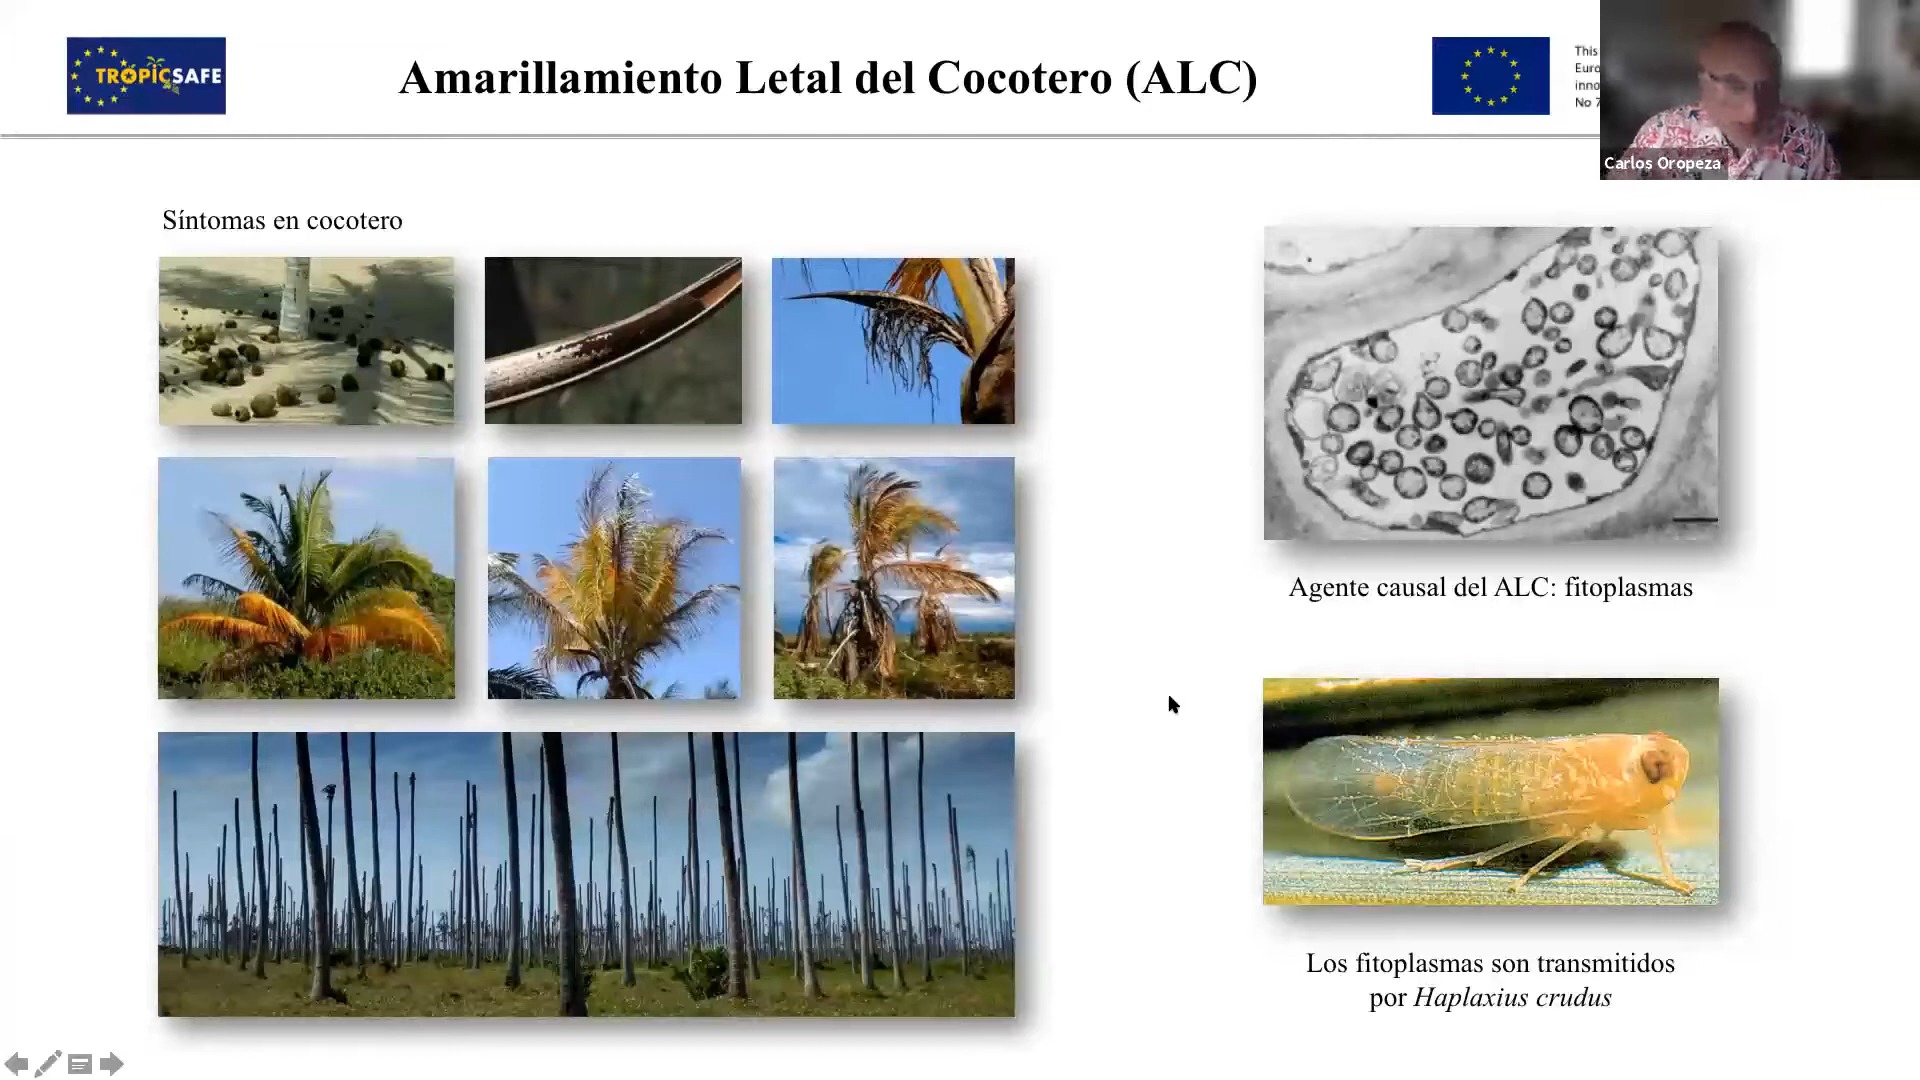 TROPICSAFE
Amarillamiento Letal del Cocotero (ALC)
This
Euro
inno
No 7
Carlos Oropeza
Síntomas en cocotero
Agente causal del ALC: fitoplasmas
Los fitoplasmas son transmitidos
por Haplaxius crudus